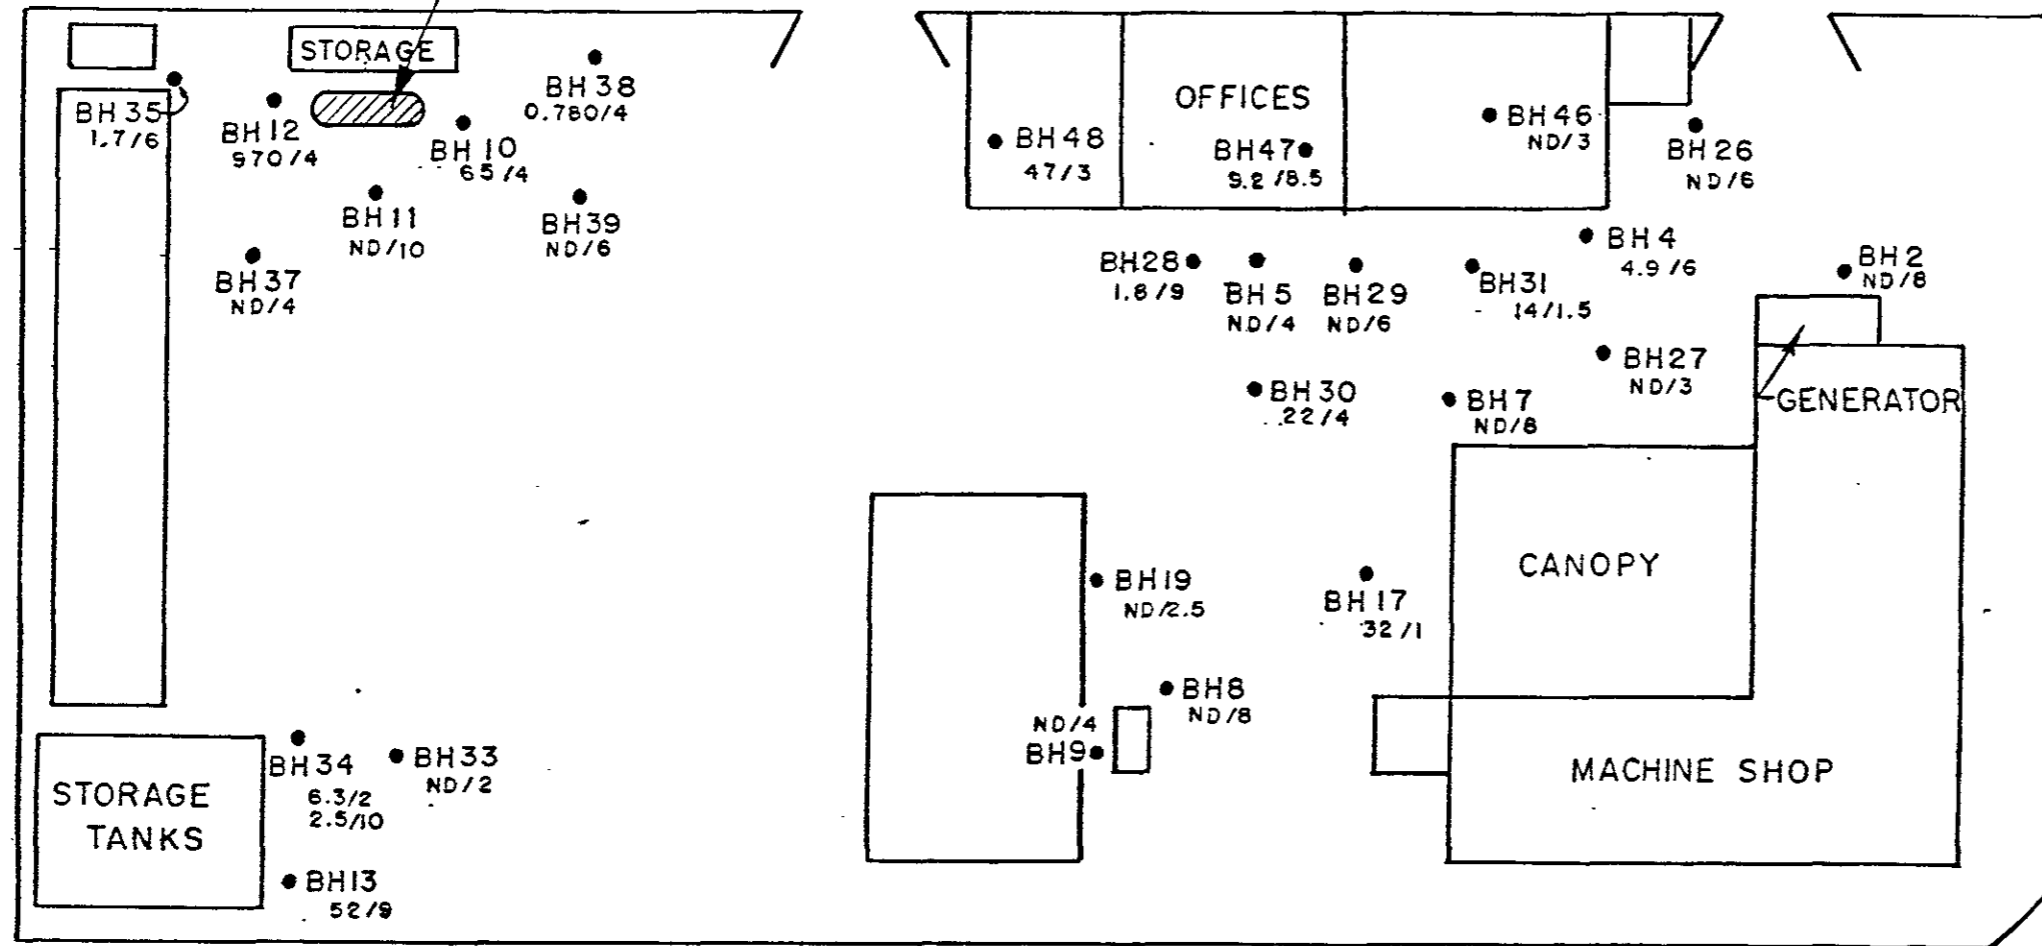 STORAGE
BH38
0.780/4
BH35
1.7/6
BH12
970/4
BH10
65/4
BH11
ND/10
BH39
ND/6
BH37
ND/4
OFFICES
BH48
47/3
BH47
9.2/8.5
BH46
ND/3
BH26
ND/6
BH28
1.8/9
BH5
ND/4
BH29
ND/6
BH31
14/1.5
BH4
4.9/6
BH2
ND/8
BH27
ND/3
GENERATOR
BH30
22/4
BH7
ND/8
CANOPY
BH19
ND/2.5
BH17
32/1
BH8
ND/8
ND/4
BH9
MACHINE SHOP
BH34
6.3/2
2.5/10
BH33
ND/2
STORAGE
TANKS
BH13
52/9